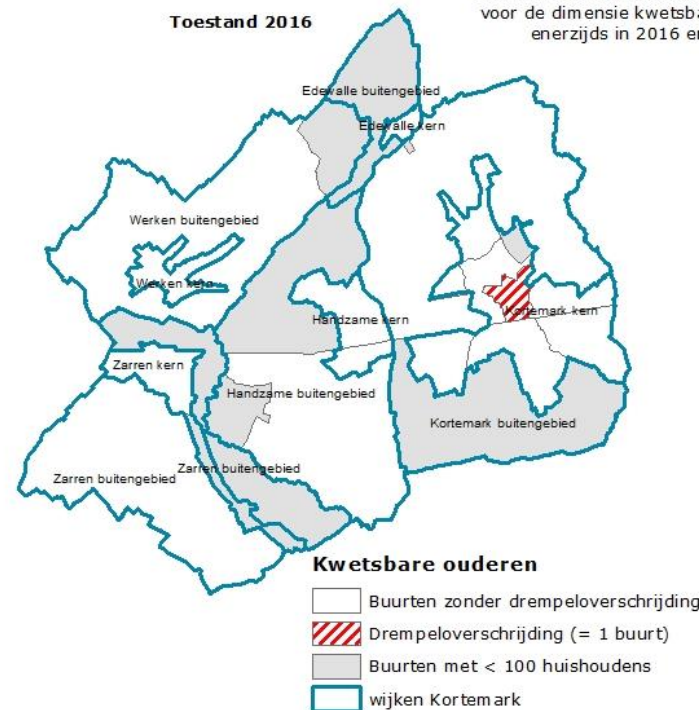 Toestand 2016
voor de dimensie kwetsba
enerzijds in 2016 e
Edewalle buitengebied
Edewalle kern
Werken buitengebied
Werken kern
Kortemark kern
Handzame kern
Zarren kern
Handzame buitengebied
Kortemark buitengebied
Zarren buitengebied
Zarren buitengebied
Kwetsbare ouderen
Buurten zonder drempeloverschrijding
Drempeloverschrijding (= 1 buurt)
Buurten met < 100 huishoudens
wijken Kortemark